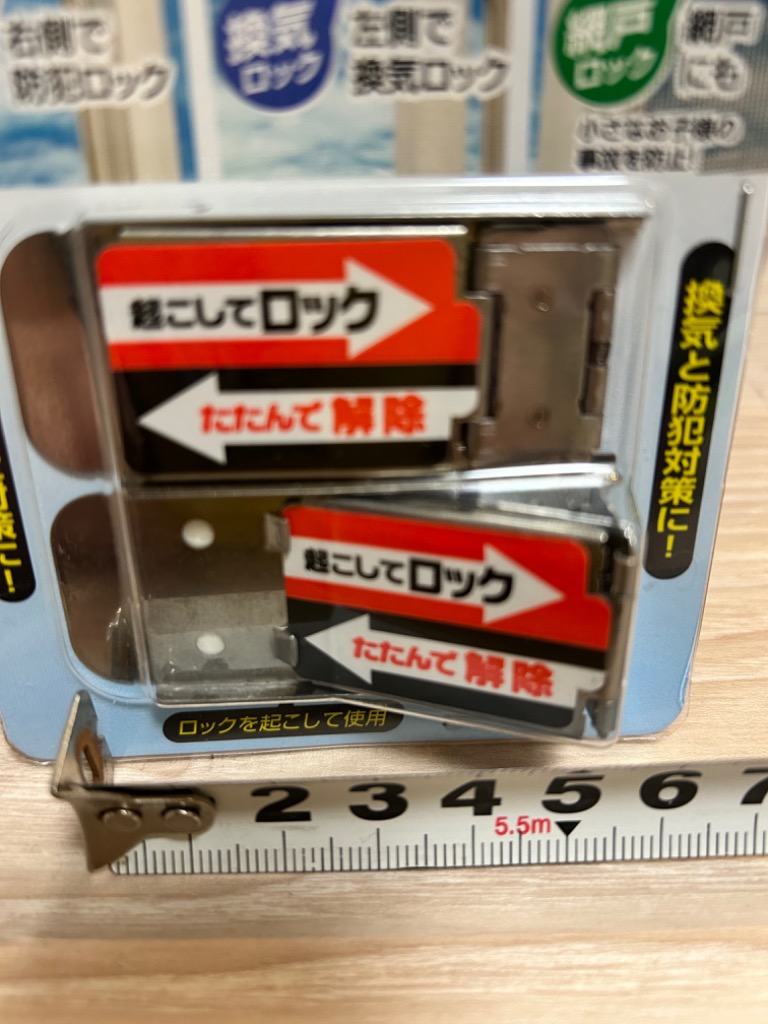 右側で
防犯ロック
換気
ロック
左側で
換気ロック
網戸
ロック
網戸
にも
小さなお子様の
事故を防止!
起こしてロック
たたんで解除
換気と防犯対策に!
対策に!
起こしてロック
たたんで解除
ロックを起こして使用
2 3 4 5 6 7
5.5m